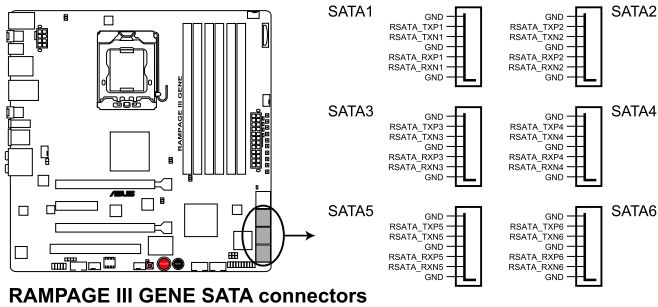 SATA1
GND
RSATA_TXP1
RSATA_TXN1
GND
RSATA_RXP1
RSATA_RXN1
GND
SATA2
GND
RSATA_TXP2
RSATA_TXN2
GND
RSATA_RXP2
RSATA_RXN2
GND
SATA3
GND
RSATA_TXP3
RSATA_TXN3
GND
RSATA_RXP3
RSATA_RXN3
GND
SATA4
GND
RSATA_TXP4
RSATA_TXN4
GND
RSATA_RXP4
RSATA_RXN4
GND
SATA5
GND
RSATA_TXP5
RSATA_TXN5
GND
RSATA_RXP5
RSATA_RXN5
GND
SATA6
GND
RSATA_TXP6
RSATA_TXN6
GND
RSATA_RXP6
RSATA_RXN6
GND
RAMPAGE III GENE
ASUS
RAMPAGE III GENE SATA connectors